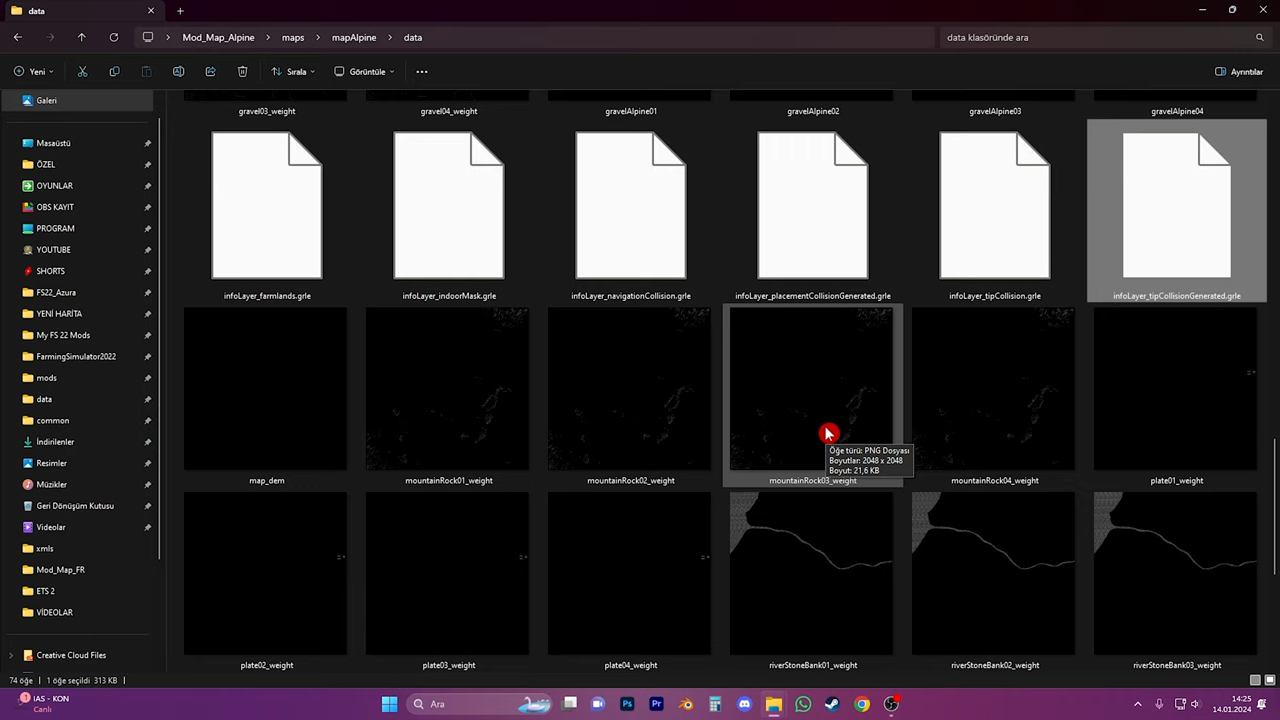 data
Mod_Map_Alpine
maps
mapAlpine
data
data klasöründe ara
Yeni
Sırala
Görüntüle
Ayrıntılar
Galeri
Masaüstü
ÖZEL
OYUNLAR
OBS KAYIT
PROGRAM
YOUTUBE
SHORTS
FS22_Azura
YENİ HARİTA
My FS 22 Mods
FarmingSimulator2022
mods
data
common
İndirilenler
Resimler
Müzikler
Geri Dönüşüm Kutusu
Videolar
xmls
Mod_Map_FR
ETS 2
VİDEOLAR
Creative Cloud Files
gravel03_weight
gravel04_weight
gravelAlpine01
gravelAlpine02
gravelAlpine03
gravelAlpine04
infoLayer_farmlands.grle
infoLayer_indoorMask.grle
infoLayer_navigationCollision.grle
infoLayer_placementCollisionGenerated.grle
infoLayer_tipCollision.grle
infoLayer_tipCollisionGenerated.grle
map_dem
mountainRock01_weight
mountainRock02_weight
mountainRock03_weight
mountainRock04_weight
plate01_weight
Öğe türü: PNG Dosyası
Boyutlar: 2048 x 2048
Boyut: 21,6 KB
plate02_weight
plate03_weight
plate04_weight
riverStoneBank01_weight
riverStoneBank02_weight
riverStoneBank03_weight
74 öğe
1 öğe seçildi 313 KB
1
IAS - KON
Canlı
Ara
14:25
14.01.2024